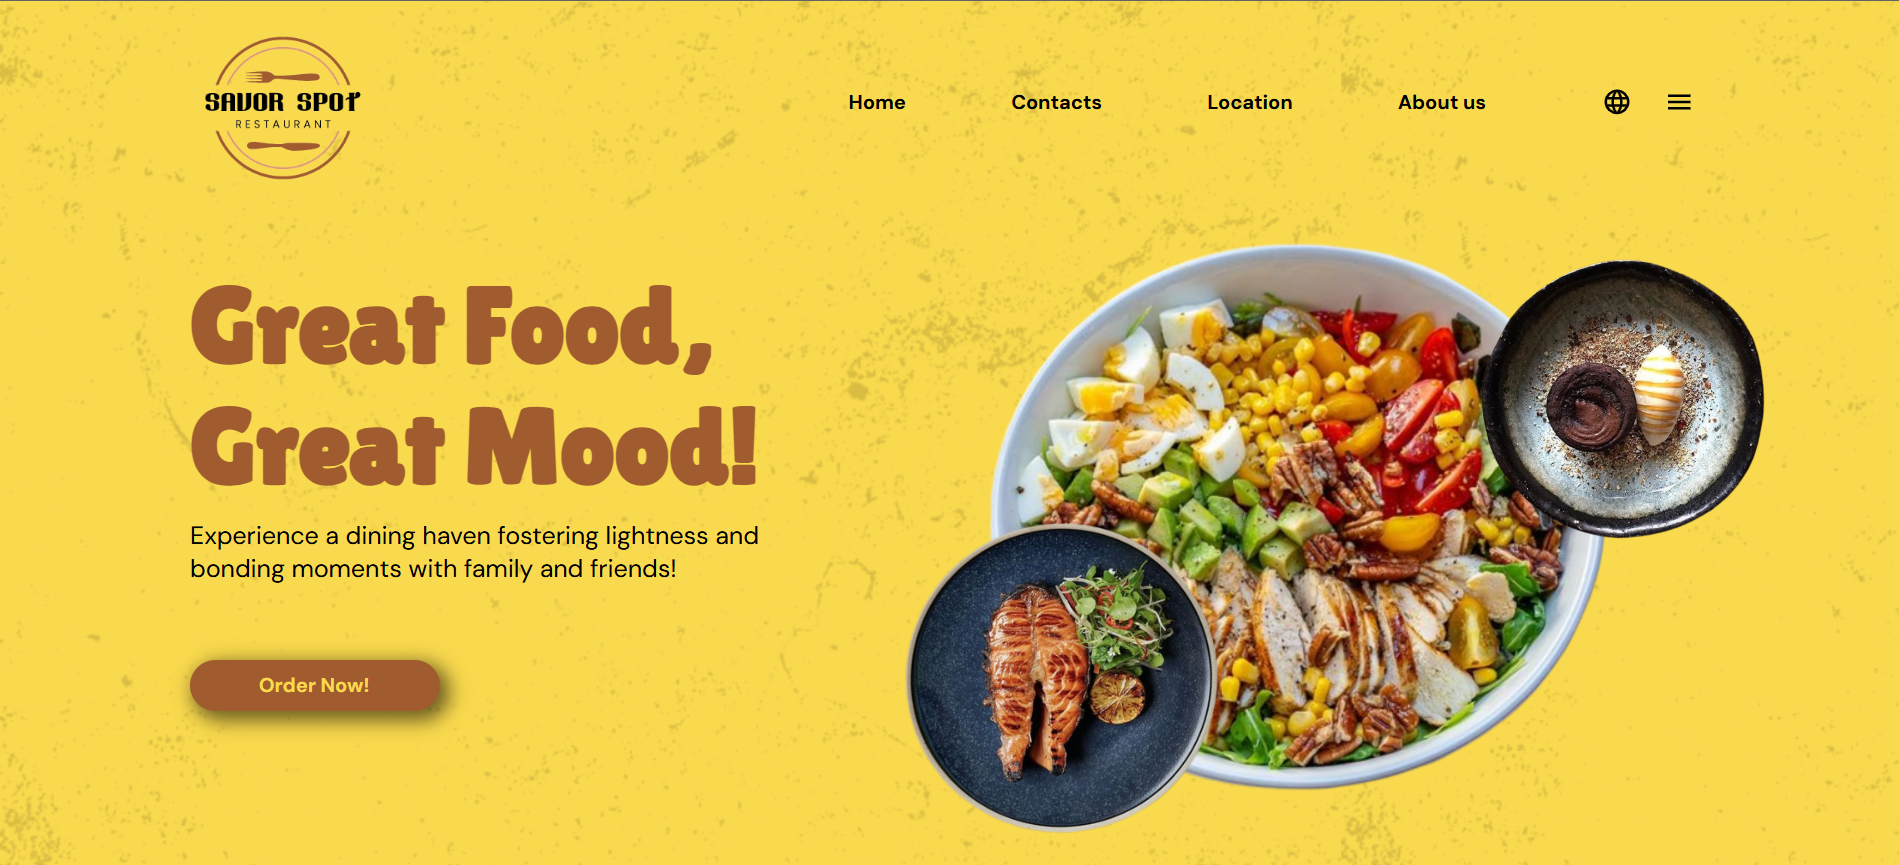 SAVOR SPOT
RESTAURANT
Home
Contacts
Location
About us
Great Food,
Great Mood!
Experience a dining haven fostering lightness and
bonding moments with family and friends!
Order Now!